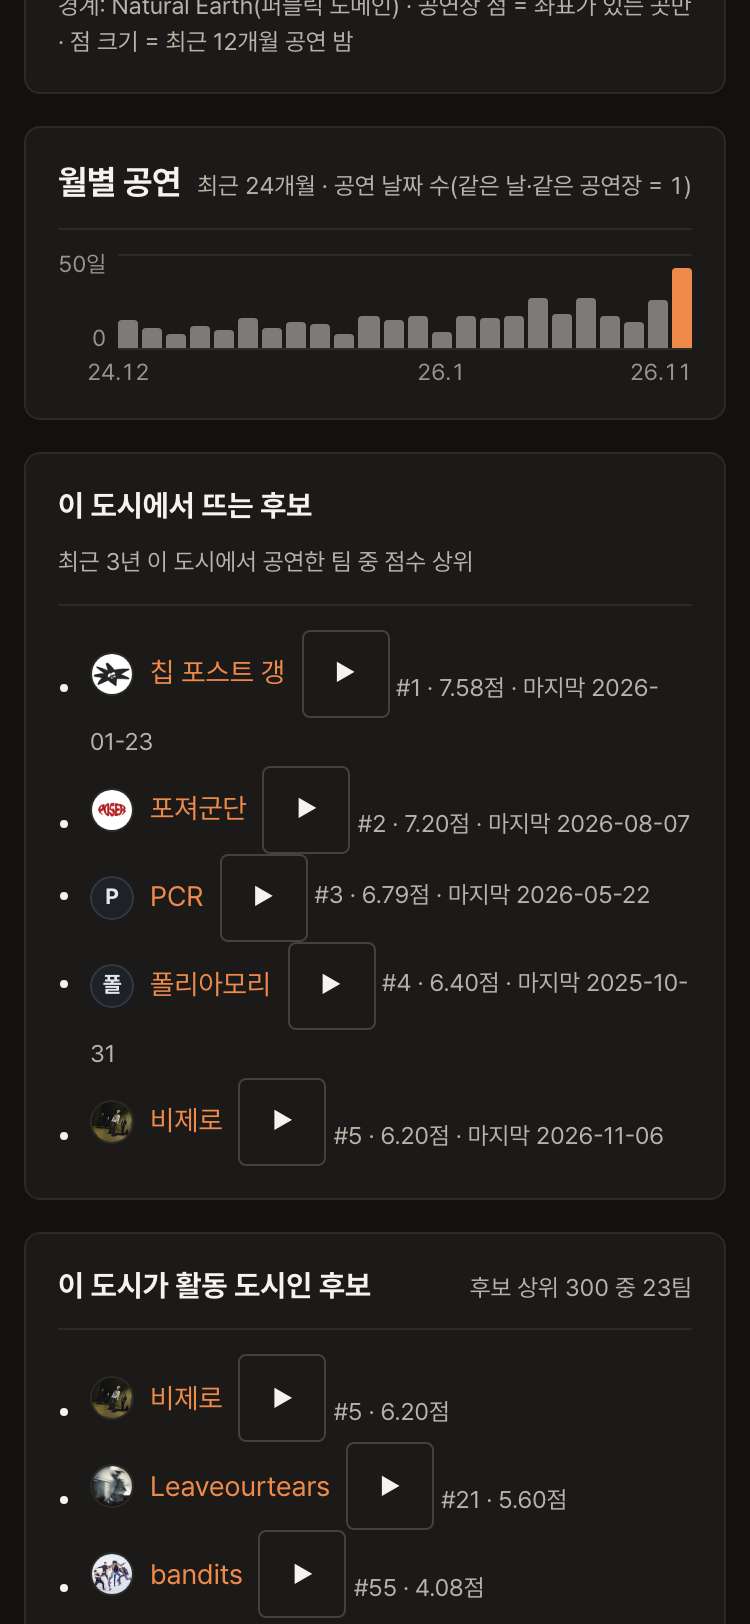 경계: Natural Earth(퍼블릭 도메인) · 공연장 점 = 좌표가 있는 곳만
· 점 크기 = 최근 12개월 공연 밤
월별 공연 최근 24개월 · 공연 날짜 수(같은 날·같은 공연장 = 1)
50일
0
24.12 26.1 26.11
이 도시에서 뜨는 후보
최근 3년 이 도시에서 공연한 팀 중 점수 상위
칩 포스트 갱 #1 · 7.58점 · 마지막 2026-
01-23
POSER 포져군단 #2 · 7.20점 · 마지막 2026-08-07
P PCR #3 · 6.79점 · 마지막 2026-05-22
폴 폴리아모리 #4 · 6.40점 · 마지막 2025-10-
31
비제로 #5 · 6.20점 · 마지막 2026-11-06
이 도시가 활동 도시인 후보 후보 상위 300 중 23팀
비제로 #5 · 6.20점
Leaveourtears #21 · 5.60점
bandits #55 · 4.08점